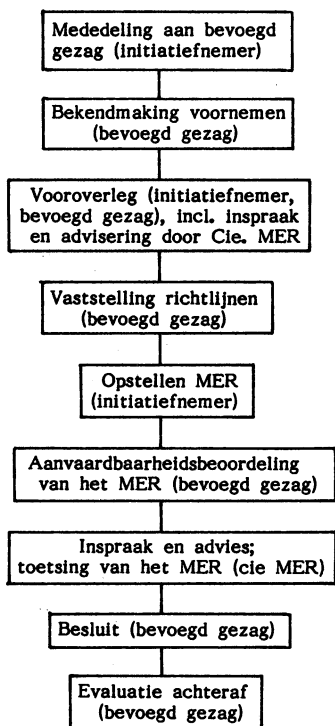 Mededeling aan bevoegd
gezag (initiatiefnemer)
Bekendmaking voornemen
(bevoegd gezag)
Vooroverleg (initiatiefnemer,
bevoegd gezag), incl. inspraak
en advisering door Cie. MER
Vaststelling richtlijnen
(bevoegd gezag)
Opstellen MER
(initiatiefnemer)
Aanvaardbaarheidsbeoordeling
van het MER (bevoegd gezag)
Inspraak en advies;
toetsing van het MER (cie MER)
Besluit (bevoegd gezag)
Evaluatie achteraf
(bevoegd gezag)